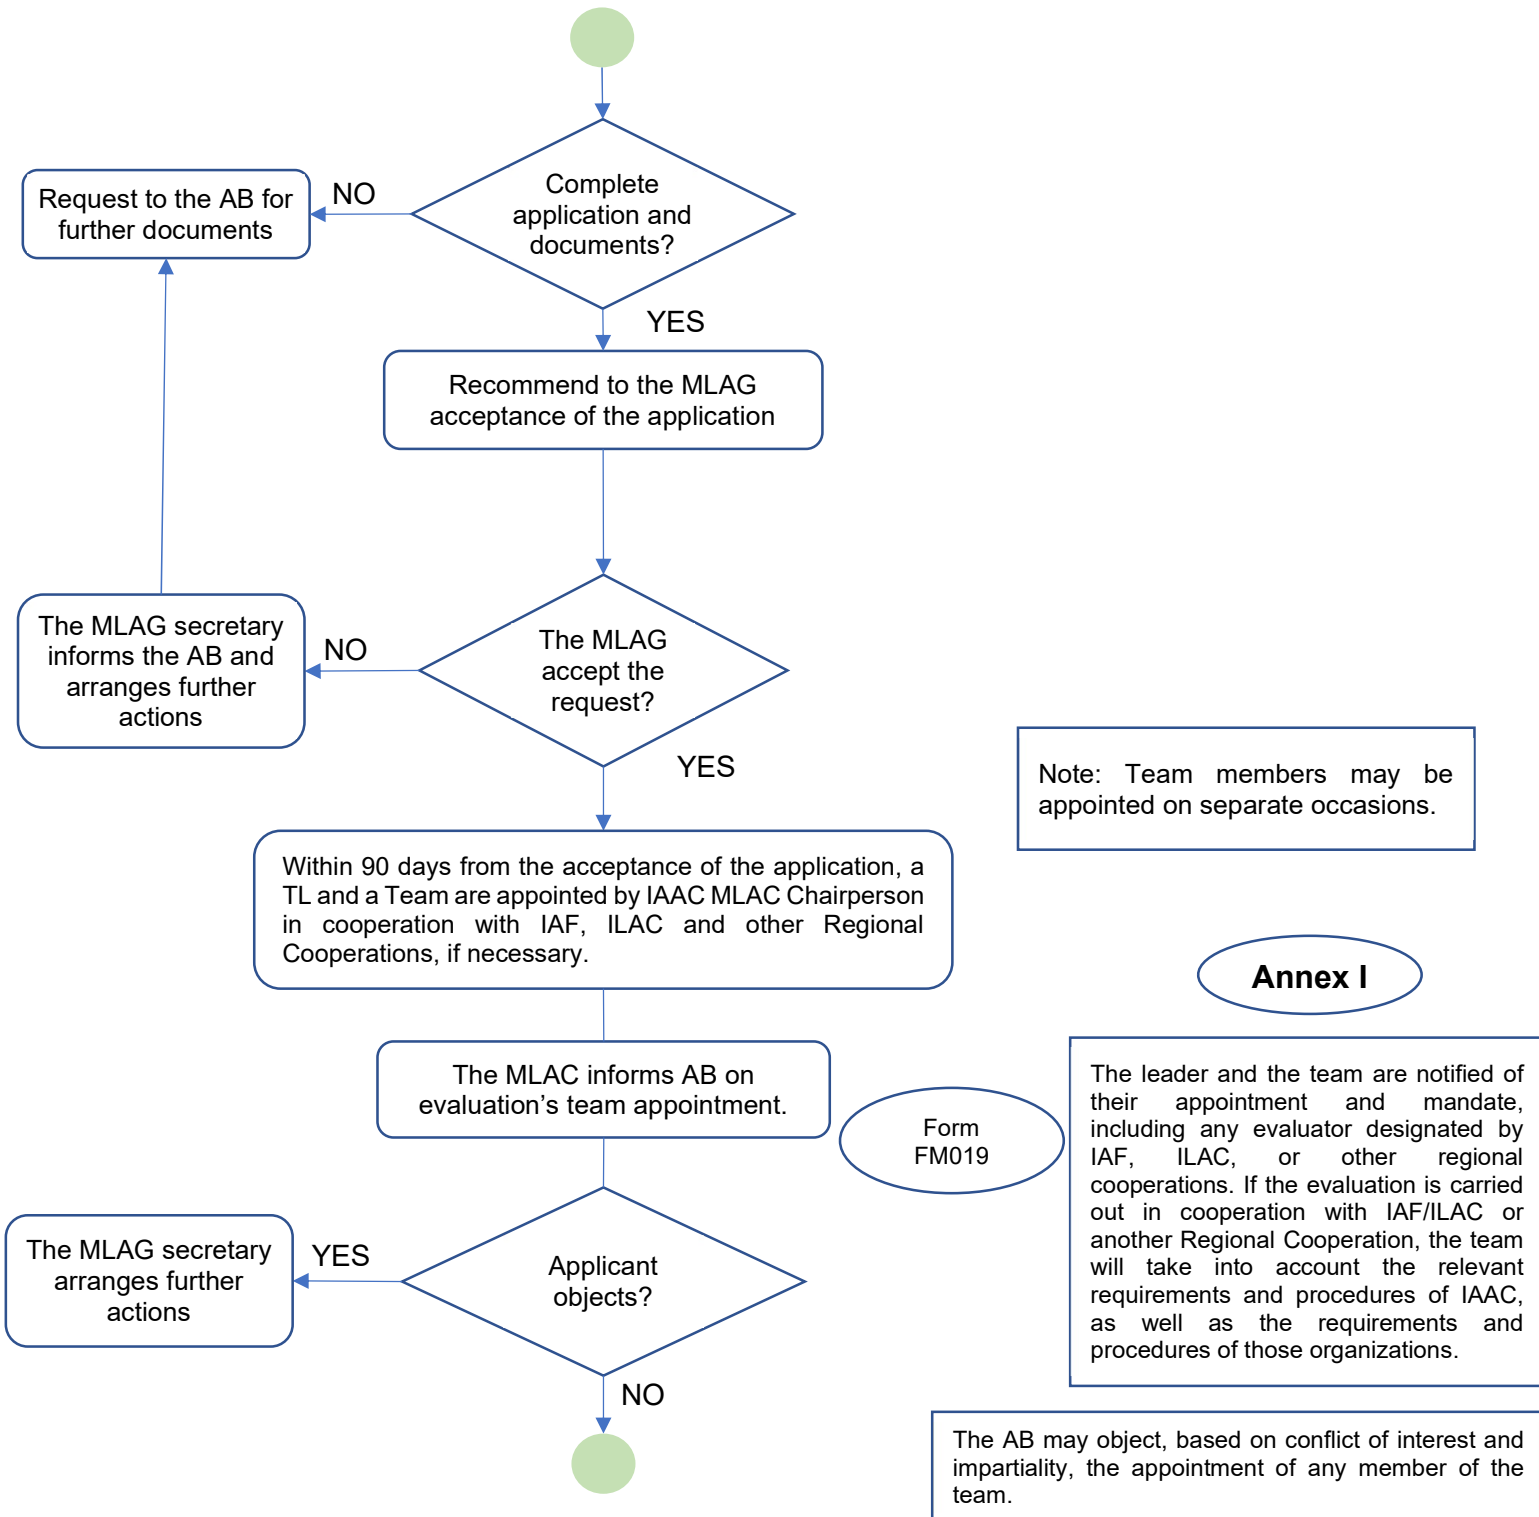 Complete
application and
documents?
NO
Request to the AB for
further documents
YES
Recommend to the MLAG
acceptance of the application
The MLAG
accept the
request?
NO
The MLAG secretary
informs the AB and
arranges further
actions
YES
Note: Team members may be
appointed on separate occasions.
Within 90 days from the acceptance of the application, a
TL and a Team are appointed by IAAC MLAC Chairperson
in cooperation with IAF, ILAC and other Regional
Cooperations, if necessary.
Annex I
The MLAC informs AB on
evaluation’s team appointment.
Form
FM019
The leader and the team are notified of
their appointment and mandate,
including any evaluator designated by
IAF, ILAC, or other regional
cooperations. If the evaluation is carried
out in cooperation with IAF/ILAC or
another Regional Cooperation, the team
will take into account the relevant
requirements and procedures of IAAC,
as well as the requirements and
procedures of those organizations.
Applicant
objects?
YES
The MLAG secretary
arranges further
actions
NO
The AB may object, based on conflict of interest and
impartiality, the appointment of any member of the
team.